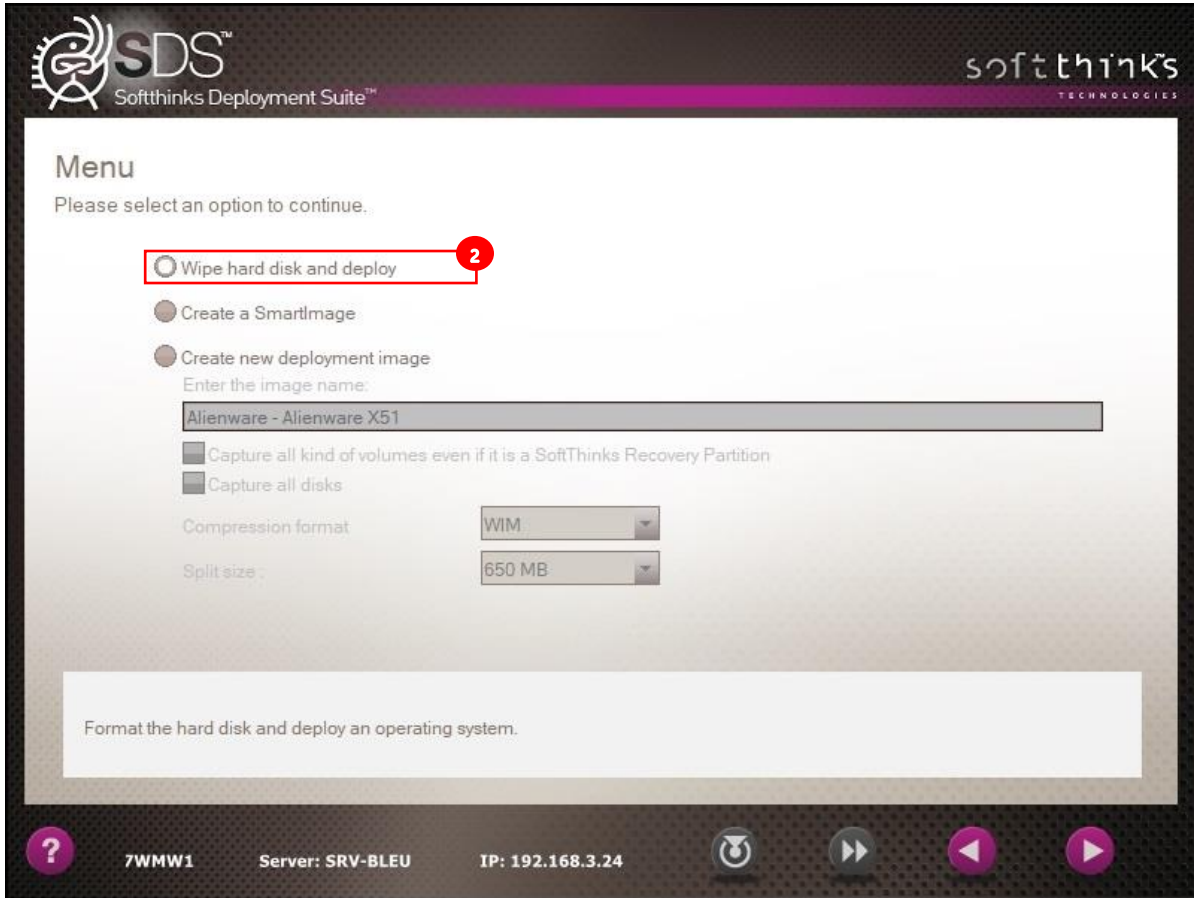 SDS™
Softthinks Deployment Suite™
softthinks™
TECHNOLOGIES
Menu
Please select an option to continue.
Wipe hard disk and deploy
2
Create a SmartImage
Create new deployment image
Enter the image name:
Alienware - Alienware X51
Capture all kind of volumes even if it is a SoftThinks Recovery Partition
Capture all disks
Compression format
WIM
Split size :
650 MB
Format the hard disk and deploy an operating system.
?
7WMW1
Server: SRV-BLEU
IP: 192.168.3.24